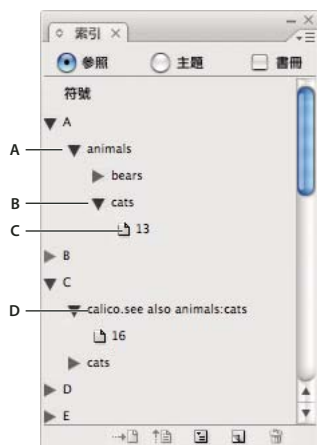 索引
參照 主題 書冊
符號
A
A animals
bears
B cats
C 13
B
C
D calico.see also animals:cats
16
cats
D
E